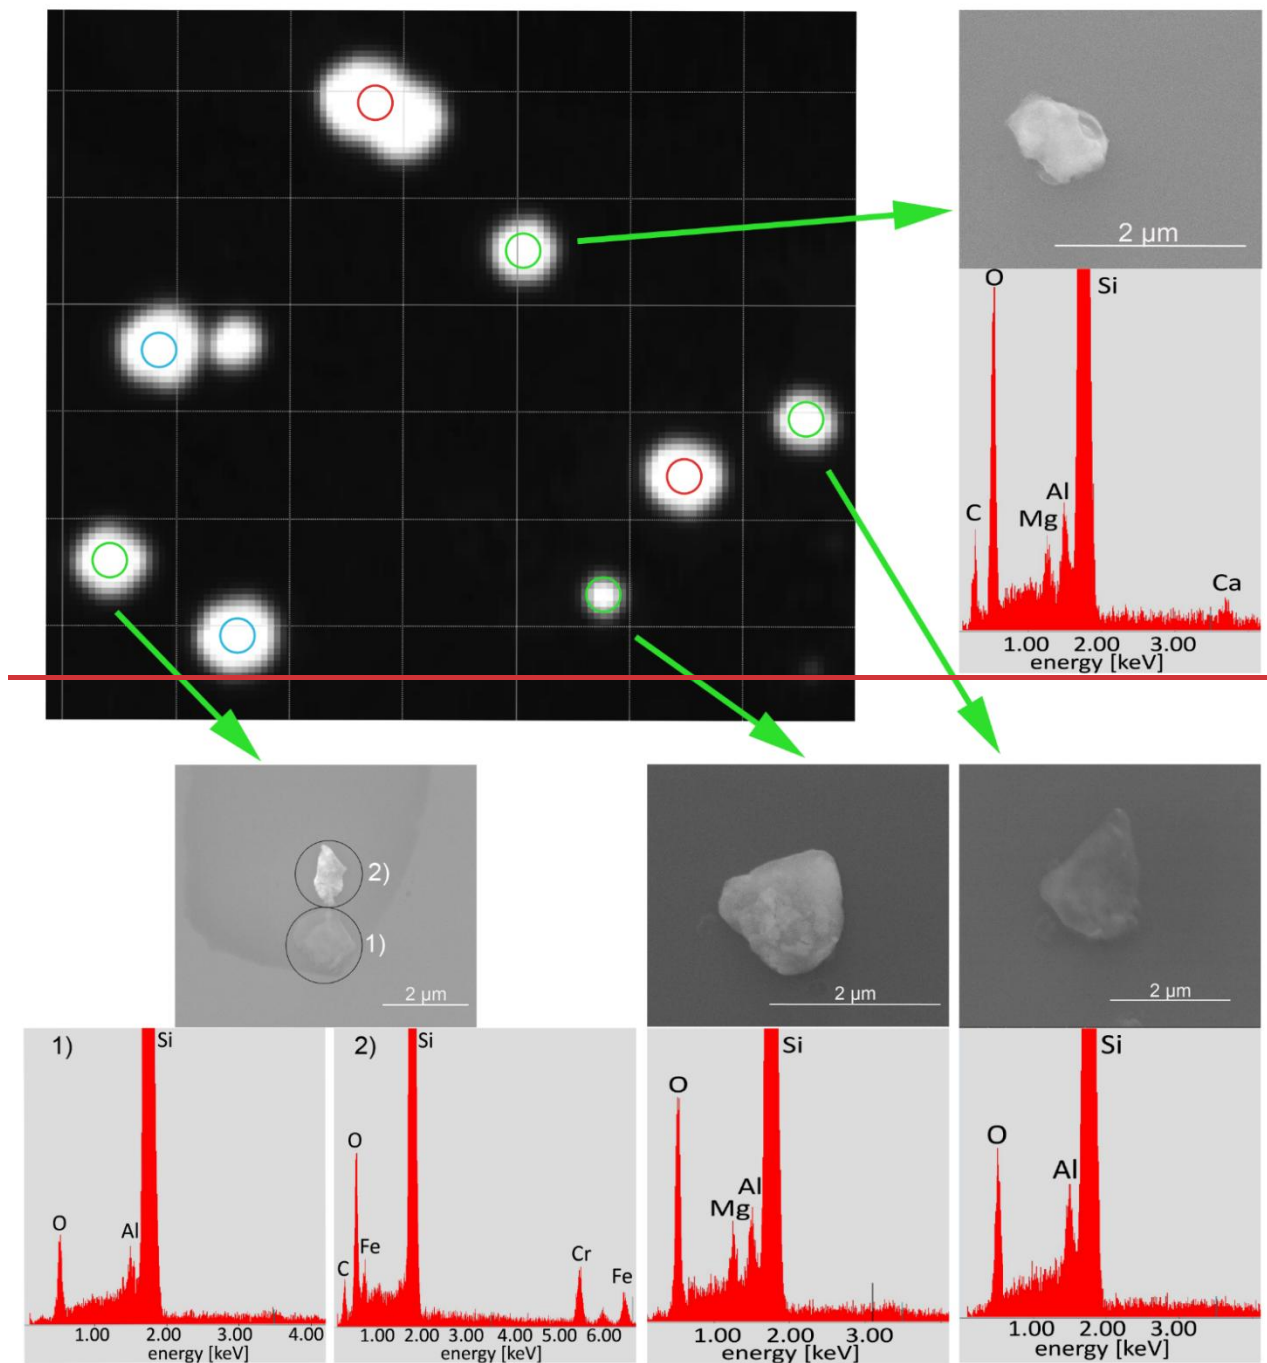 2 µm
O
Si
Al
C
Mg
Ca
1.00 2.00 3.00
energy [keV]
2)
1)
2 µm
2 µm
2 µm
1)
Si
O
Al
1.00 2.00 3.00 4.00
energy [keV]
2)
Si
O
Fe
C
Cr
Fe
1.00 2.00 3.00 4.00 5.00 6.00
energy [keV]
Si
O
Al
Mg
1.00 2.00 3.00
energy [keV]
Si
O
Al
1.00 2.00 3.00
energy [keV]